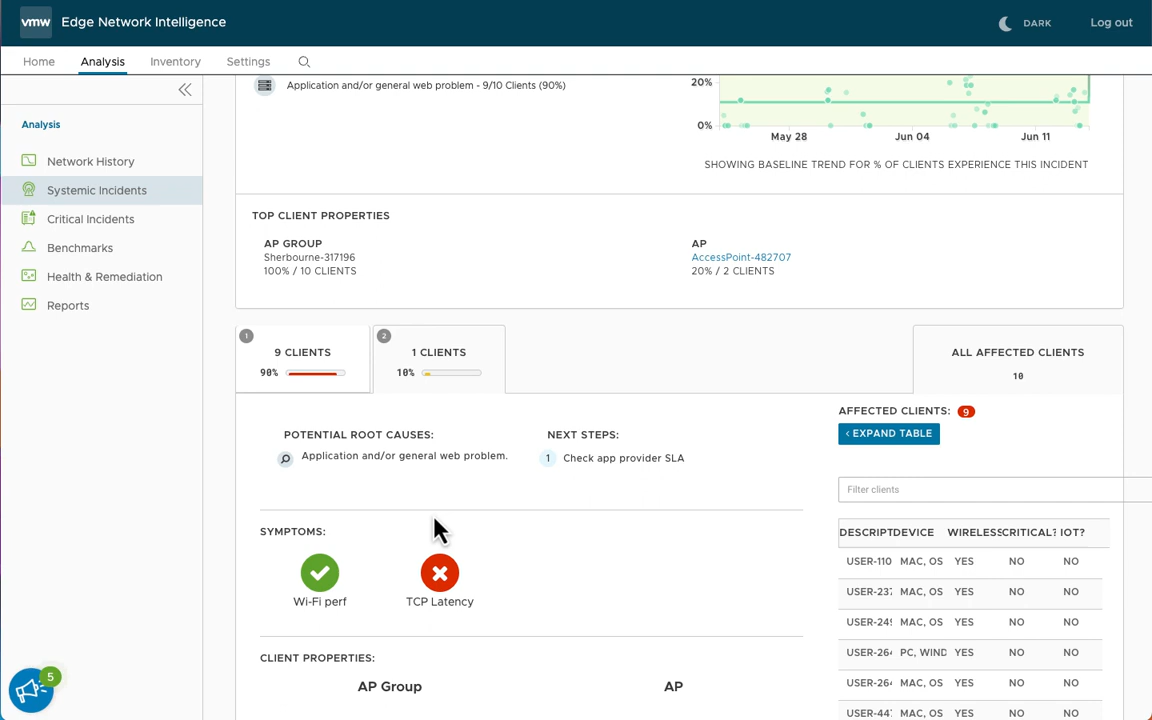 vmw Edge Network Intelligence DARK Log out
Home Analysis Inventory Settings
Analysis
Network History
Systemic Incidents
Critical Incidents
Benchmarks
Health & Remediation
Reports
5
Application and/or general web problem - 9/10 Clients (90%)
20%
0%
May 28 Jun 04 Jun 11
SHOWING BASELINE TREND FOR % OF CLIENTS EXPERIENCE THIS INCIDENT
TOP CLIENT PROPERTIES
AP GROUP
Sherbourne-317196
100% / 10 CLIENTS
AP
AccessPoint-482707
20% / 2 CLIENTS
1
9 CLIENTS
90%
2
1 CLIENTS
10%
ALL AFFECTED CLIENTS
10
POTENTIAL ROOT CAUSES:
Application and/or general web problem.
NEXT STEPS:
1 Check app provider SLA
SYMPTOMS:
Wi-Fi perf
TCP Latency
CLIENT PROPERTIES:
AP Group AP
AFFECTED CLIENTS: 9
‹ EXPAND TABLE
Filter clients
DESCRIPT DEVICE WIRELESS CRITICAL? IOT?
USER-110 MAC, OS YES NO NO
USER-237 MAC, OS YES NO NO
USER-249 MAC, OS YES NO NO
USER-264 PC, WIND YES NO NO
USER-264 MAC, OS YES NO NO
USER-447 MAC, OS YES NO NO